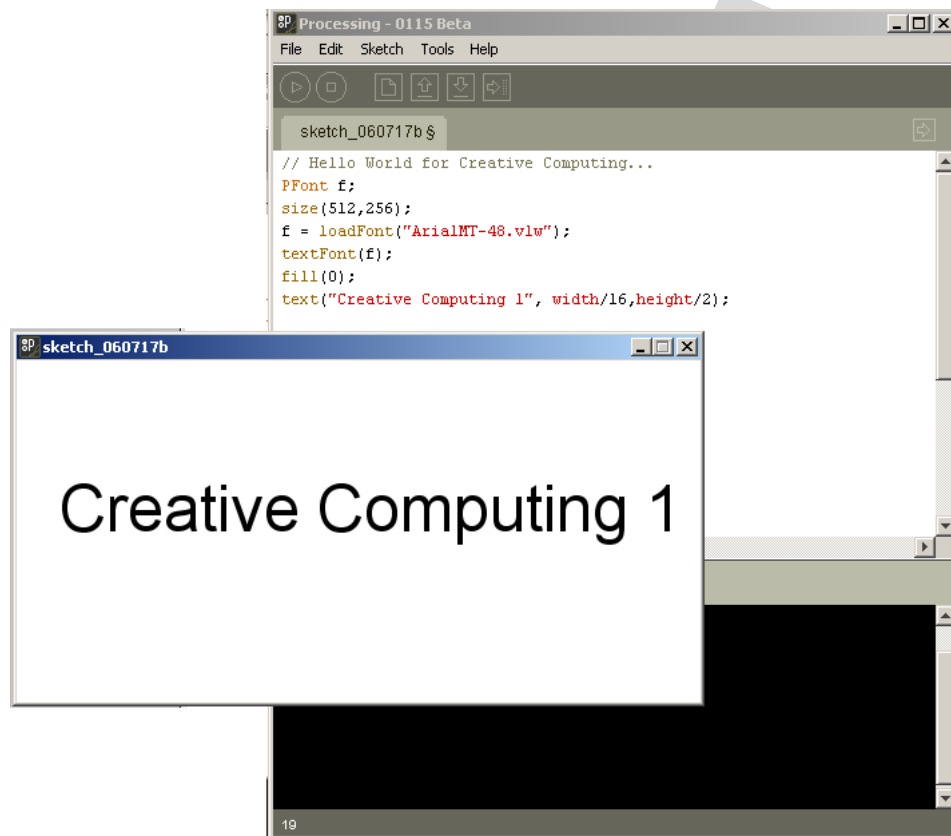 Processing - 0115 Beta
File Edit Sketch Tools Help
sketch_060717b §
// Hello World for Creative Computing...
PFont f;
size(512,256);
f = loadFont("ArialMT-48.vlw");
textFont(f);
fill(0);
text("Creative Computing 1", width/16,height/2);
sketch_060717b
Creative Computing 1
19